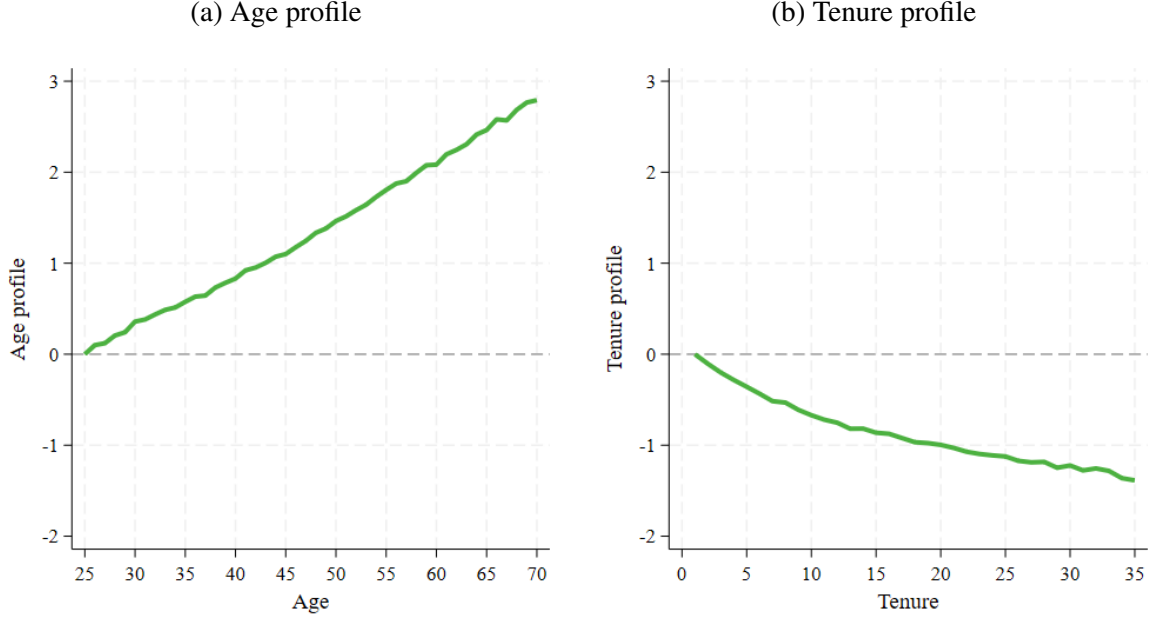 (a) Age profile
Age profile
3
2
1
0
-1
-2
25 30 35 40 45 50 55 60 65 70
Age
(b) Tenure profile
Tenure profile
3
2
1
0
-1
-2
0 5 10 15 20 25 30 35
Tenure